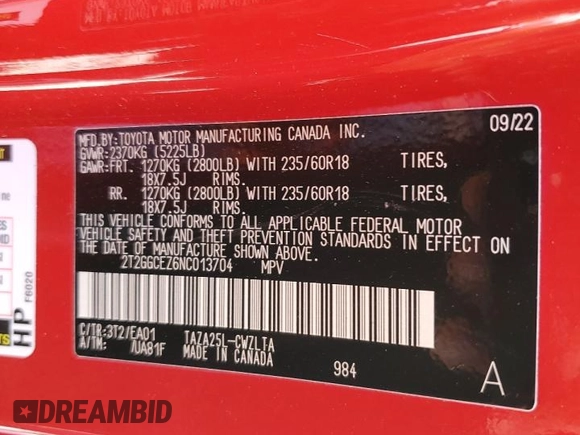 MFD.BY:TOYOTA MOTOR MANUFACTURING CANADA INC. 09/22
GVWR:2370KG (5225LB)
GAWR:FRT. 1270KG (2800LB) WITH 235/60R18 TIRES,
18X7.5J RIMS.
RR. 1270KG (2800LB) WITH 235/60R18 TIRES,
18X7.5J RIMS.
THIS VEHICLE CONFORMS TO ALL APPLICABLE FEDERAL MOTOR
VEHICLE SAFETY AND THEFT PREVENTION STANDARDS IN EFFECT ON
THE DATE OF MANUFACTURE SHOWN ABOVE.
2T2GGCEZ6NC013704 MPV
C/TR:3T2/EA01 TAZA25L-CWZLTA
A/TM: /UA81F MADE IN CANADA
984 A
HP F6020
DREAMBID